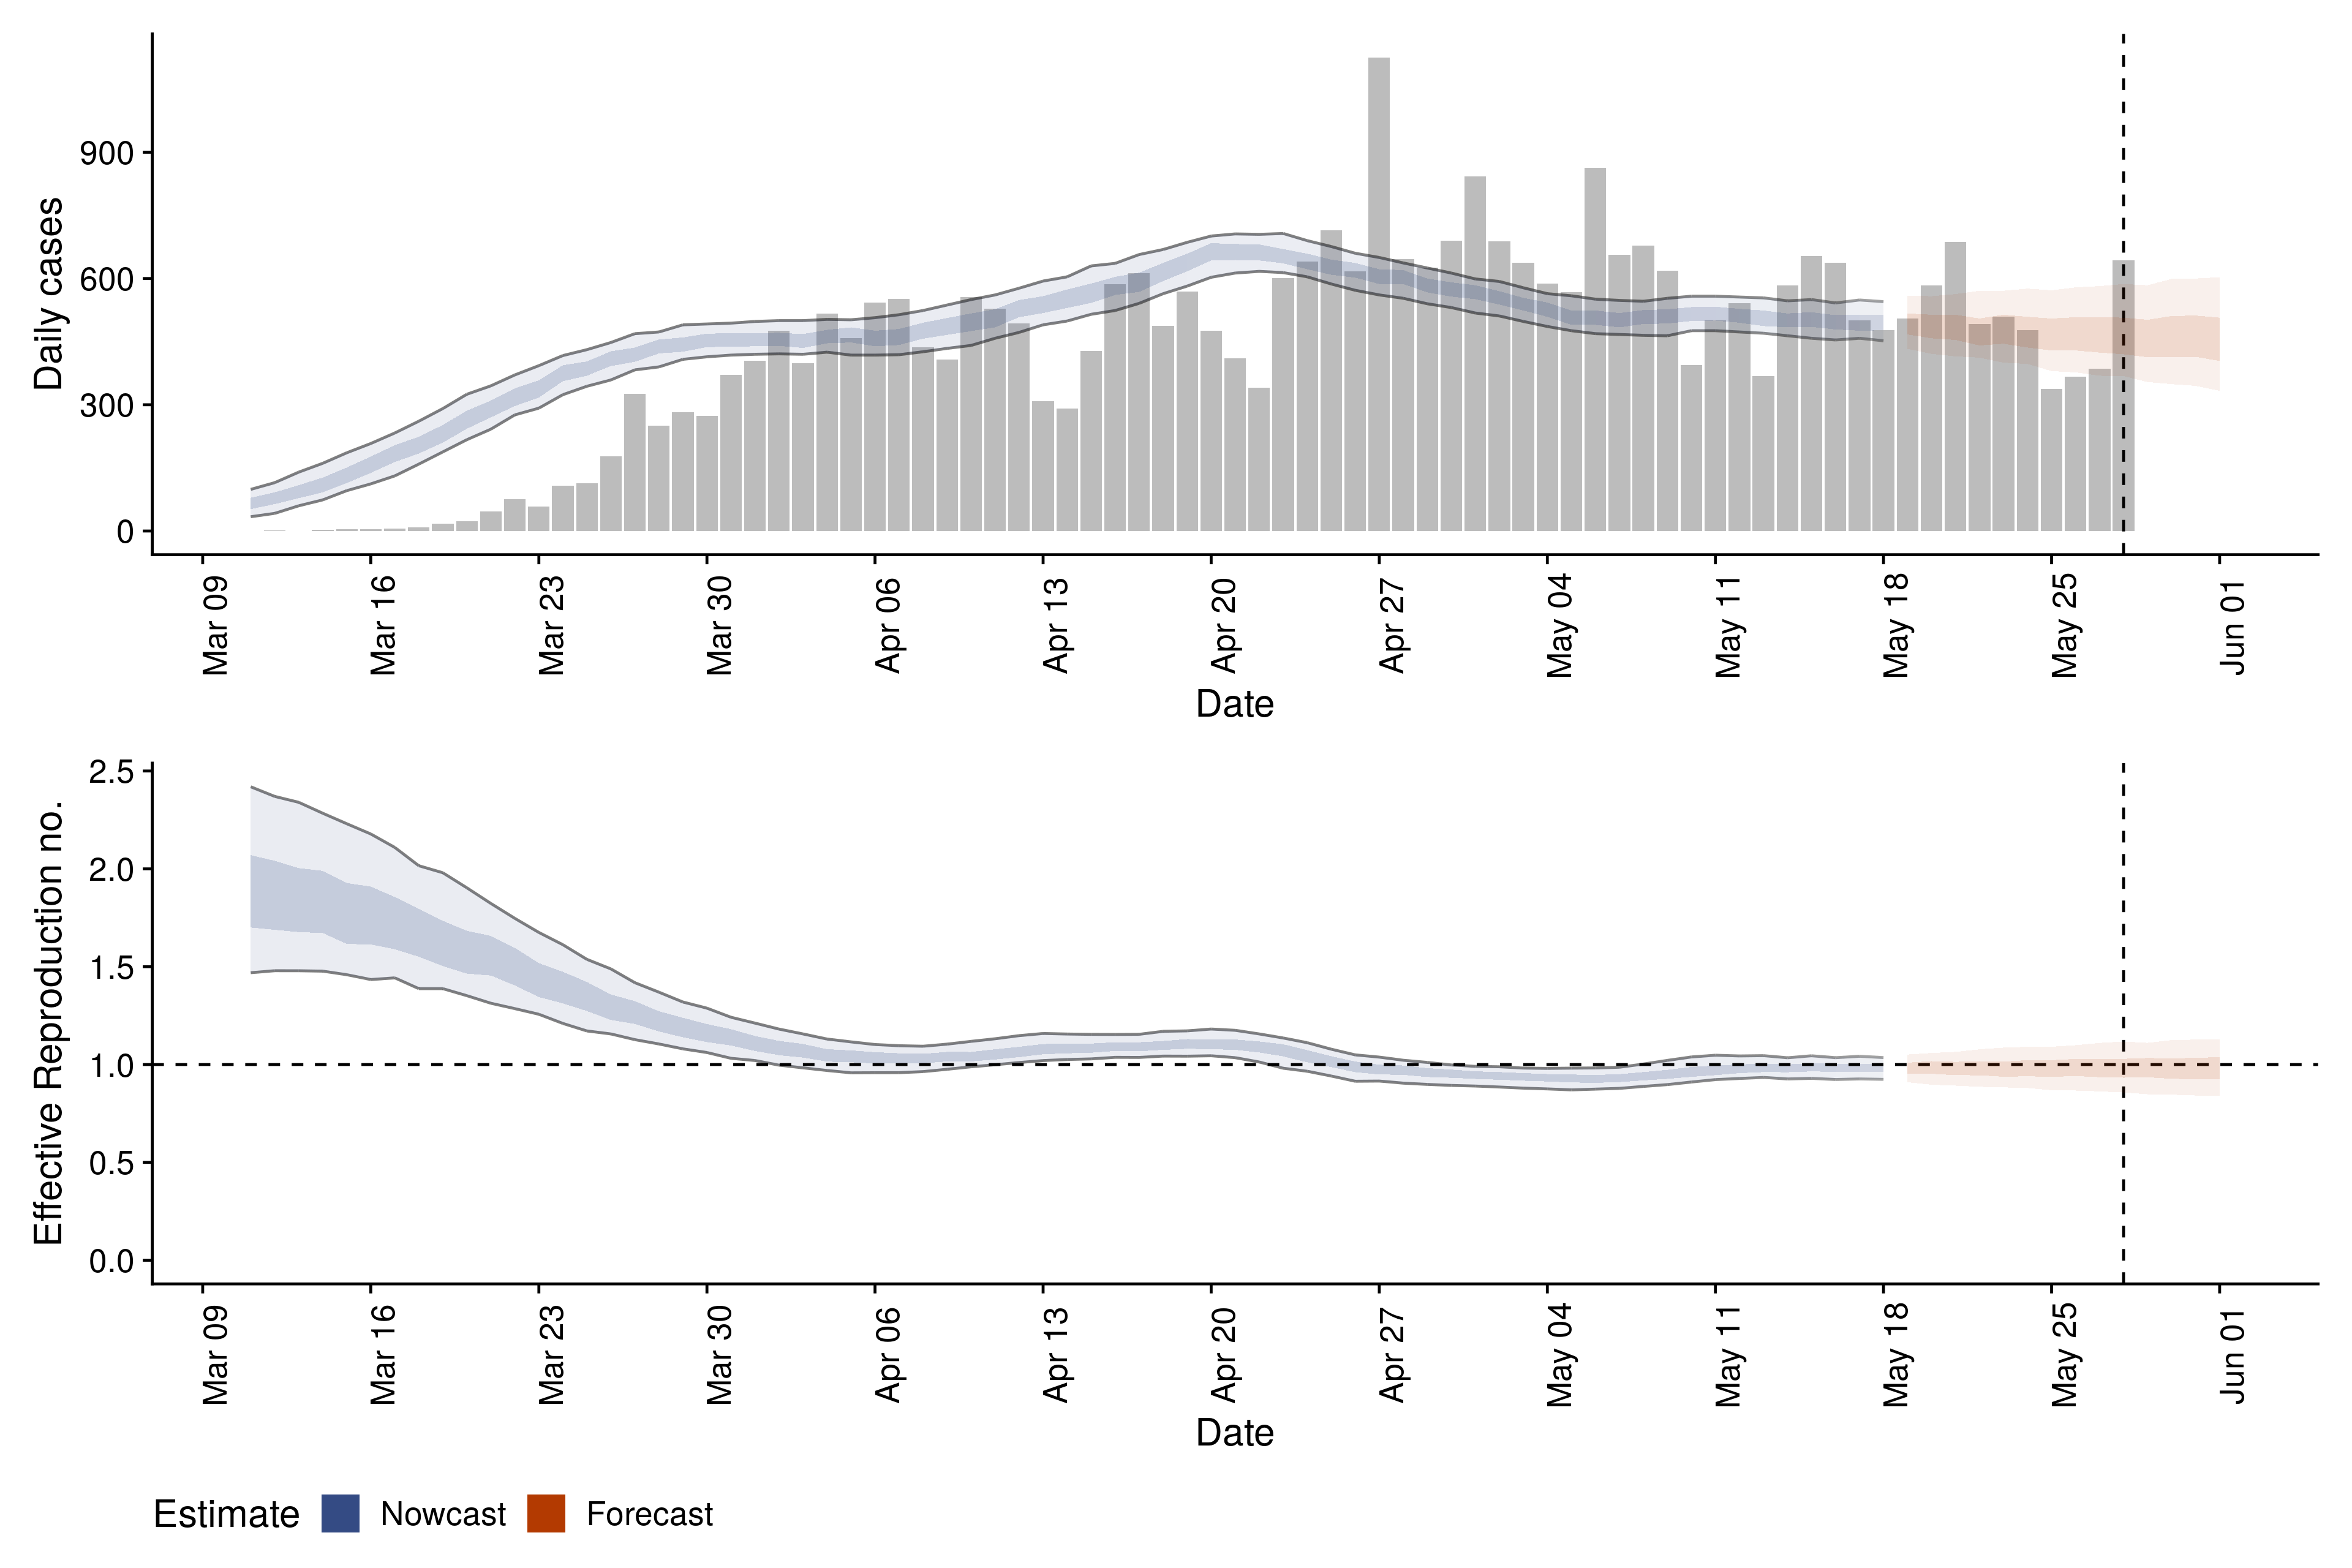 Daily cases
900
600
300
0
Mar 09
Mar 16
Mar 23
Mar 30
Apr 06
Apr 13
Apr 20
Apr 27
May 04
May 11
May 18
May 25
Jun 01
Date
Effective Reproduction no.
2.5
2.0
1.5
1.0
0.5
0.0
Mar 09
Mar 16
Mar 23
Mar 30
Apr 06
Apr 13
Apr 20
Apr 27
May 04
May 11
May 18
May 25
Jun 01
Date
Estimate Nowcast Forecast